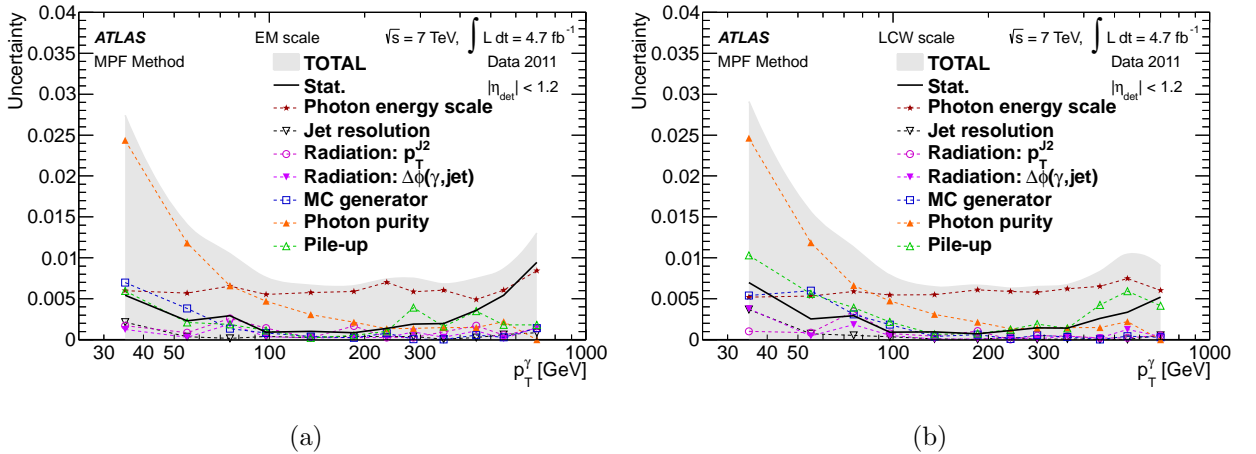 ATLAS EM scale √s = 7 TeV, ∫ L dt = 4.7 fb⁻¹
MPF Method Data 2011
|η_det| < 1.2
TOTAL
Stat.
Photon energy scale
Jet resolution
Radiation: p_T^J2
Radiation: Δϕ(γ,jet)
MC generator
Photon purity
Pile-up
Uncertainty
0.04
0.035
0.03
0.025
0.02
0.015
0.01
0.005
0
30 40 50 100 200 300 1000
p_T^γ [GeV]
(a)
ATLAS LCW scale √s = 7 TeV, ∫ L dt = 4.7 fb⁻¹
MPF Method Data 2011
|η_det| < 1.2
TOTAL
Stat.
Photon energy scale
Jet resolution
Radiation: p_T^J2
Radiation: Δϕ(γ,jet)
MC generator
Photon purity
Pile-up
Uncertainty
0.04
0.035
0.03
0.025
0.02
0.015
0.01
0.005
0
30 40 50 100 200 300 1000
p_T^γ [GeV]
(b)